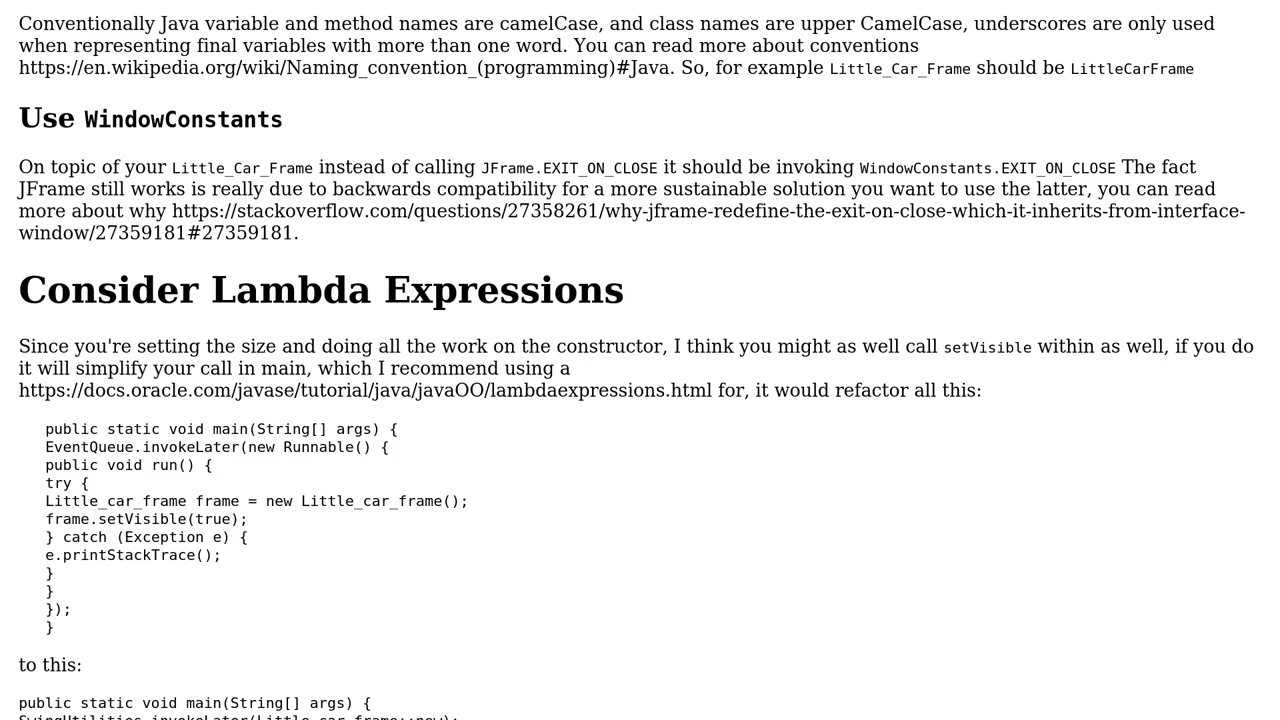 Conventionally Java variable and method names are camelCase, and class names are upper CamelCase, underscores are only used
when representing final variables with more than one word. You can read more about conventions
https://en.wikipedia.org/wiki/Naming_convention_(programming)#Java. So, for example Little_Car_Frame should be LittleCarFrame
Use WindowConstants
On topic of your Little_Car_Frame instead of calling JFrame.EXIT_ON_CLOSE it should be invoking WindowConstants.EXIT_ON_CLOSE The fact
JFrame still works is really due to backwards compatibility for a more sustainable solution you want to use the latter, you can read
more about why https://stackoverflow.com/questions/27358261/why-jframe-redefine-the-exit-on-close-which-it-inherits-from-interface-
window/27359181#27359181.
Consider Lambda Expressions
Since you're setting the size and doing all the work on the constructor, I think you might as well call setVisible within as well, if you do
it will simplify your call in main, which I recommend using a
https://docs.oracle.com/javase/tutorial/java/javaOO/lambdaexpressions.html for, it would refactor all this:
public static void main(String[] args) {
EventQueue.invokeLater(new Runnable() {
public void run() {
try {
Little_car_frame frame = new Little_car_frame();
frame.setVisible(true);
} catch (Exception e) {
e.printStackTrace();
}
}
});
}
to this:
public static void main(String[] args) {
SwingUtilities.invokeLater(Little_car_frame::new);